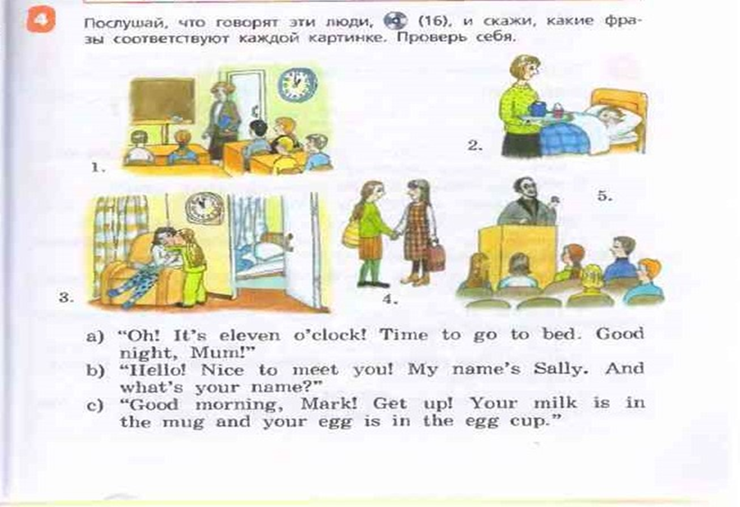 4
Послушай, что говорят эти люди, (16), и скажи, какие фра-
зы соответствуют каждой картинке. Проверь себя.
1.
2.
3.
4.
5.
a) “Oh! It’s eleven o’clock! Time to go to bed. Good
night, Mum!”
b) “Hello! Nice to meet you! My name’s Sally. And
what’s your name?”
c) “Good morning, Mark! Get up! Your milk is in
the mug and your egg is in the egg cup.”